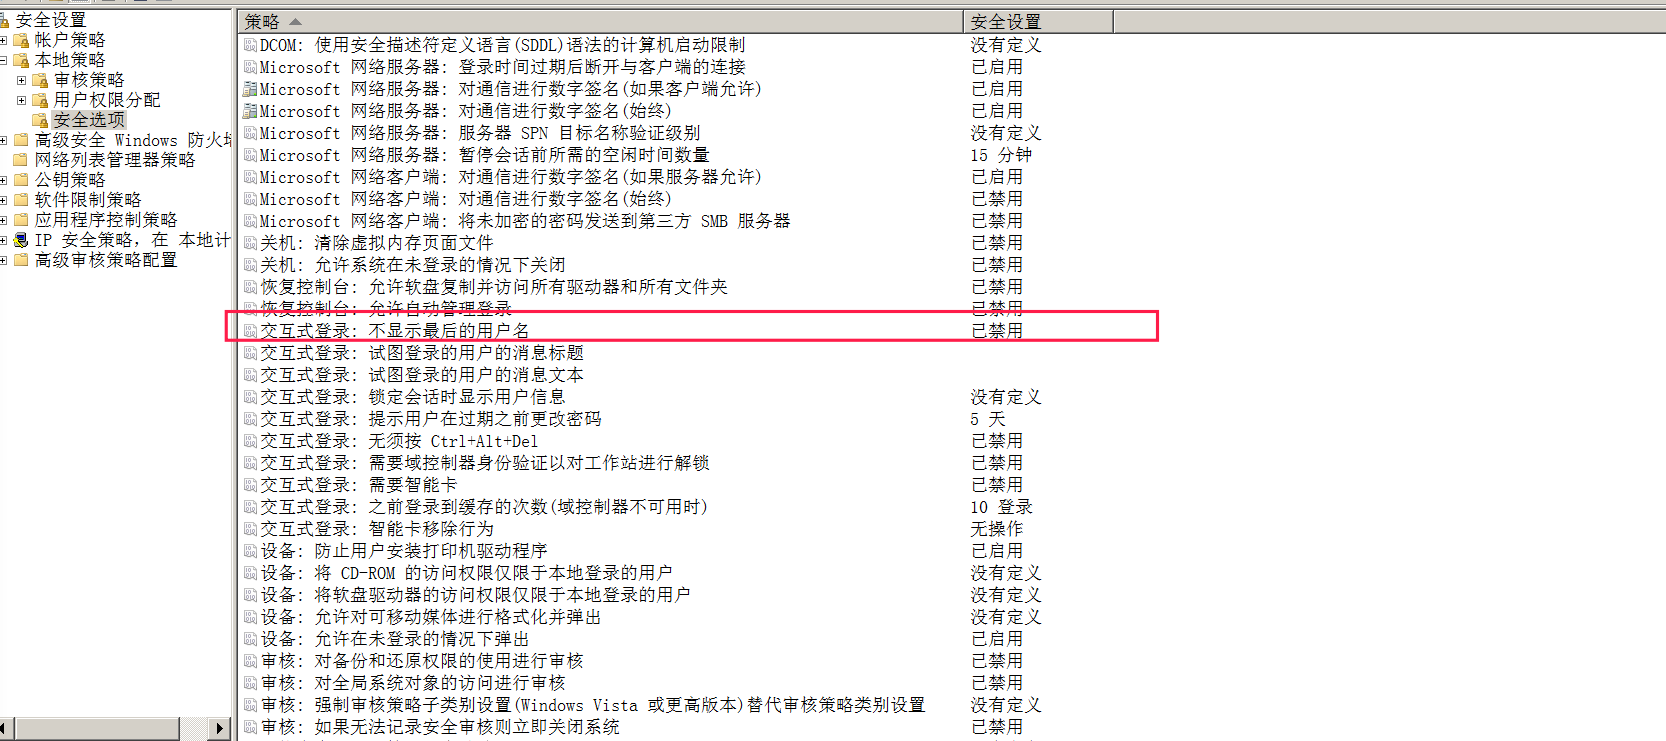 安全设置
帐户策略
本地策略
审核策略
用户权限分配
安全选项
高级安全 Windows 防火墙
网络列表管理器策略
公钥策略
软件限制策略
应用程序控制策略
IP 安全策略，在 本地计
高级审核策略配置
策略 安全设置
DCOM: 使用安全描述符定义语言(SDDL)语法的计算机启动限制 没有定义
Microsoft 网络服务器: 登录时间过期后断开与客户端的连接 已启用
Microsoft 网络服务器: 对通信进行数字签名(如果客户端允许) 已启用
Microsoft 网络服务器: 对通信进行数字签名(始终) 已启用
Microsoft 网络服务器: 服务器 SPN 目标名称验证级别 没有定义
Microsoft 网络服务器: 暂停会话前所需的空闲时间数量 15 分钟
Microsoft 网络客户端: 对通信进行数字签名(如果服务器允许) 已启用
Microsoft 网络客户端: 对通信进行数字签名(始终) 已禁用
Microsoft 网络客户端: 将未加密的密码发送到第三方 SMB 服务器 已禁用
关机: 清除虚拟内存页面文件 已禁用
关机: 允许系统在未登录的情况下关闭 已禁用
恢复控制台: 允许软盘复制并访问所有驱动器和所有文件夹 已禁用
恢复控制台: 允许自动管理登录 已禁用
交互式登录: 不显示最后的用户名 已禁用
交互式登录: 试图登录的用户的消息标题
交互式登录: 试图登录的用户的消息文本
交互式登录: 锁定会话时显示用户信息 没有定义
交互式登录: 提示用户在过期之前更改密码 5 天
交互式登录: 无须按 Ctrl+Alt+Del 已禁用
交互式登录: 需要域控制器身份验证以对工作站进行解锁 已禁用
交互式登录: 需要智能卡 已禁用
交互式登录: 之前登录到缓存的次数(域控制器不可用时) 10 登录
交互式登录: 智能卡移除行为 无操作
设备: 防止用户安装打印机驱动程序 已启用
设备: 将 CD-ROM 的访问权限仅限于本地登录的用户 没有定义
设备: 将软盘驱动器的访问权限仅限于本地登录的用户 没有定义
设备: 允许对可移动媒体进行格式化并弹出 没有定义
设备: 允许在未登录的情况下弹出 已启用
审核: 对备份和还原权限的使用进行审核 已禁用
审核: 对全局系统对象的访问进行审核 已禁用
审核: 强制审核策略子类别设置(Windows Vista 或更高版本)替代审核策略类别设置 没有定义
审核: 如果无法记录安全审核则立即关闭系统 已禁用